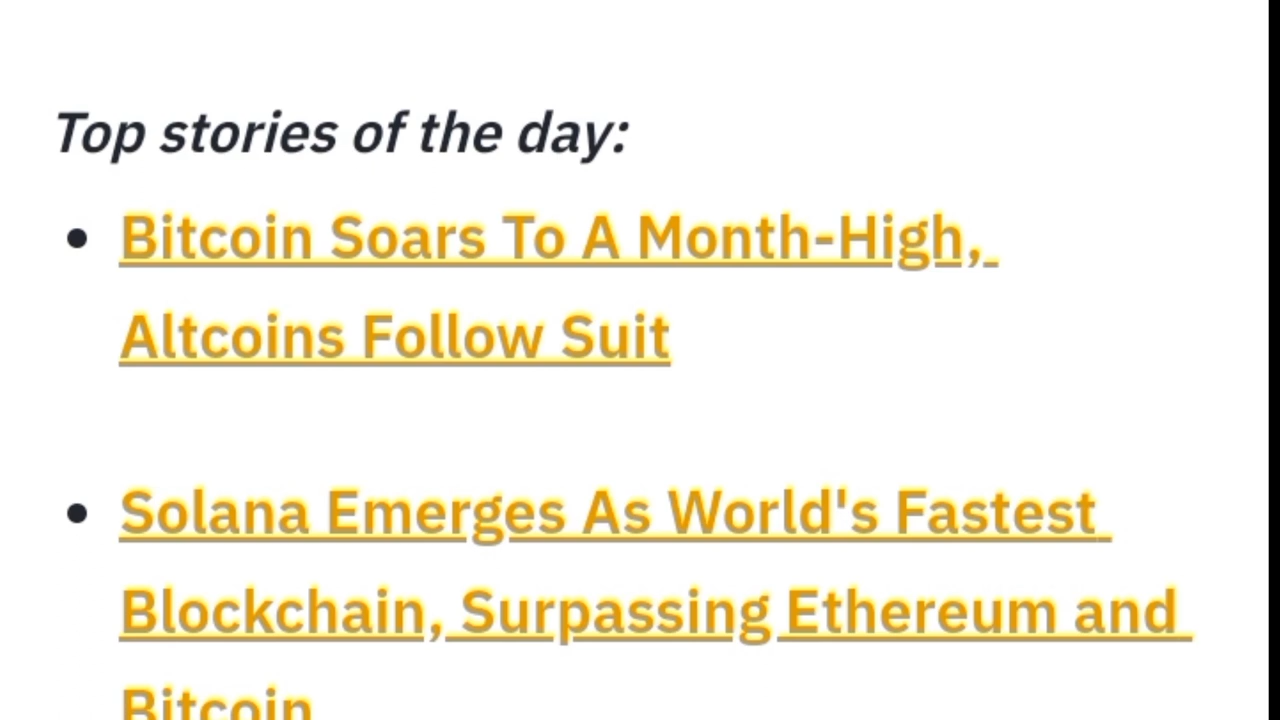 Top stories of the day:
Bitcoin Soars To A Month-High,
Altcoins Follow Suit
Solana Emerges As World's Fastest
Blockchain, Surpassing Ethereum and
Bitcoin